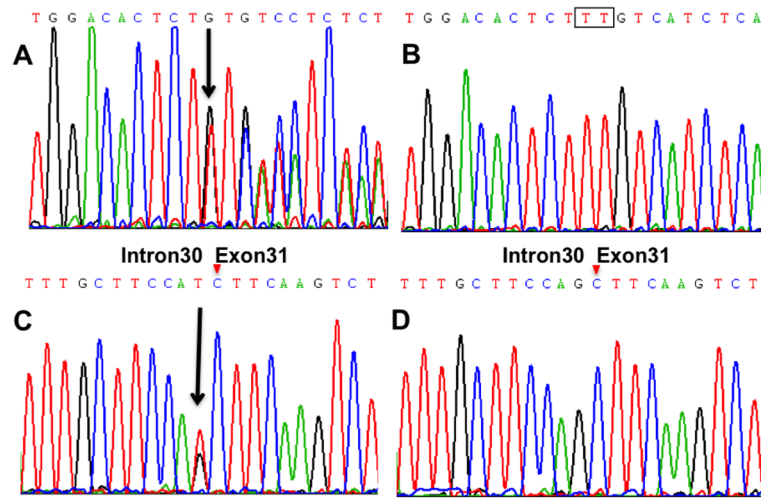 T G G A C A C T C T G T G T C C T C T C T
T G G A C A C T C T T T G T C A T C T C A
A
B
Intron30 Exon31
Intron30 Exon31
T T T G C T T C C A T C T T C A A G T C T
T T T G C T T C C A G C T T C A A G T C T
C
D